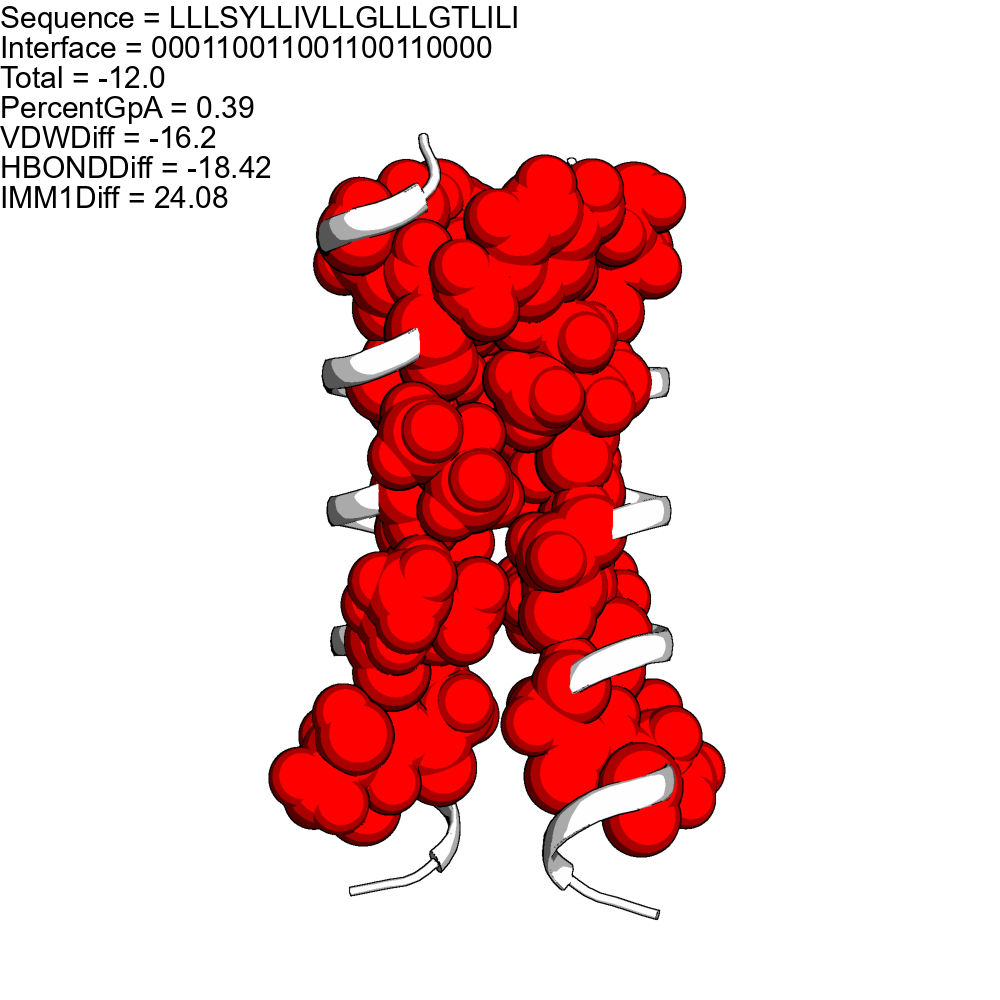 Sequence = LLLSYLLIVLLGLLLGTLILI
Interface = 000110011001100110000
Total = -12.0
PercentGpA = 0.39
VDWDiff = -16.2
HBONDDiff = -18.42
IMM1Diff = 24.08